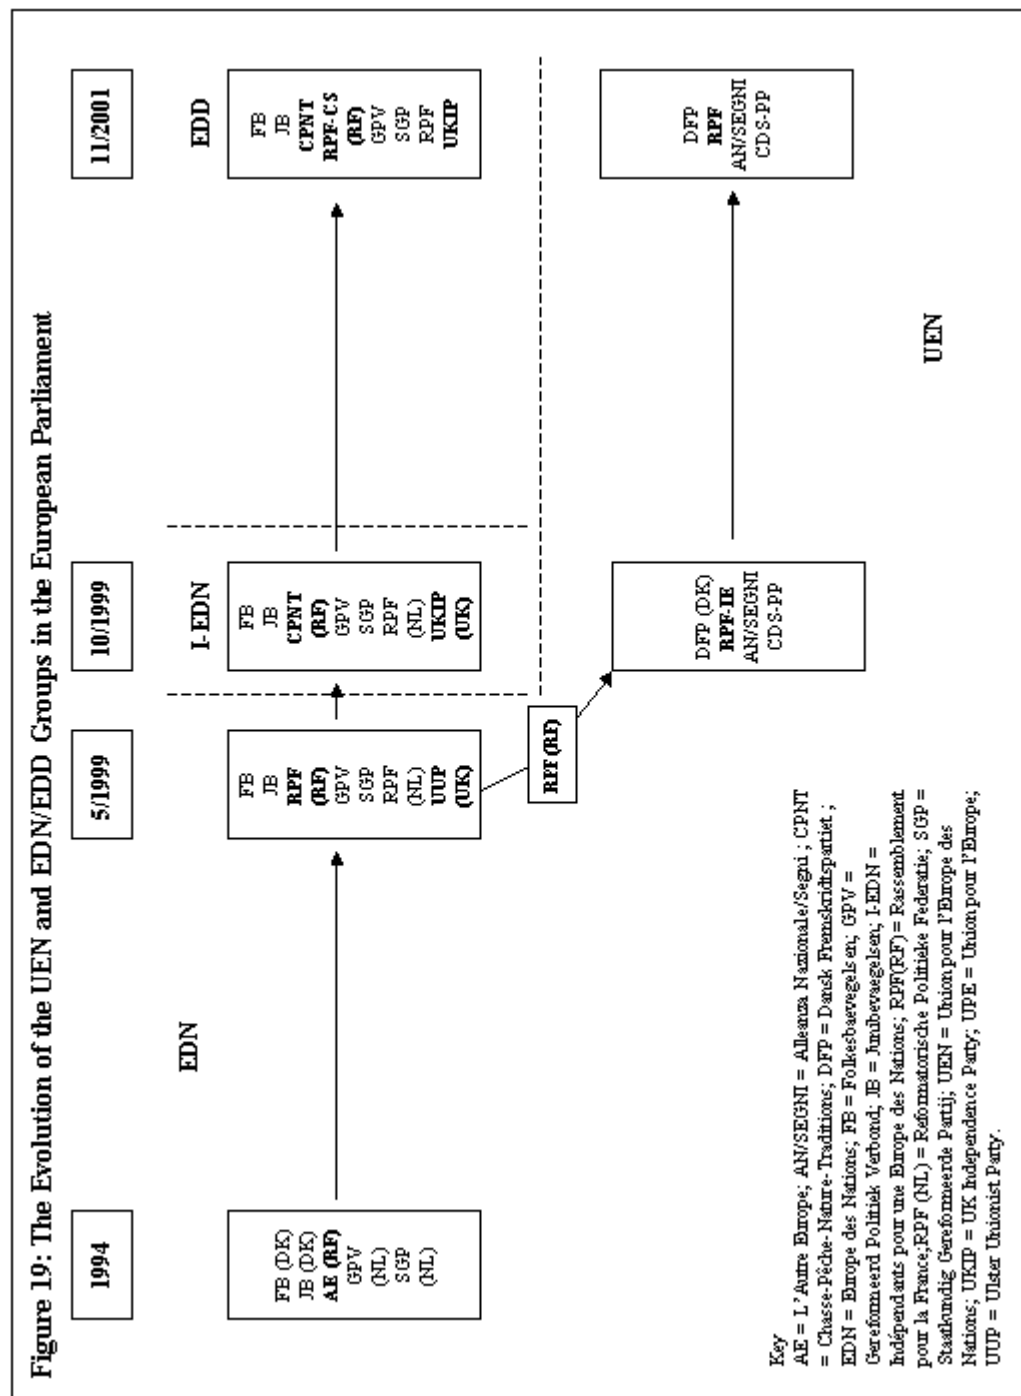 Figure 19: The Evolution of the UEN and EDN/EDD Groups in the European Parliament
1994
5/1999
10/1999
11/2001
EDN
I-EDN
EDD
FB (DK)
JB (DK)
AE (RF)
GPV
(NL)
SGP
(NL)
FB
JB
RPF
(RF)
GPV
SGP
RPF
(NL)
UUP
(UK)
FB
JB
CPNT
(RF)
GPV
SGP
RPF
(NL)
UKIP
(UK)
FB
JB
CPNT
RPF-CS
(RF)
GPV
SGP
RPF
UKIP
RPF (RF)
DFP (DK)
RPF-IE
AN/SEGNI
CDS-PP
DFP
RPF
AN/SEGNI
CDS-PP
UEN
Key
AE = L'Autre Europe; AN/SEGNI = Alleanza Nazionale/Segni ; CPNT
= Chasse-Pêche-Nature-Traditions; DFP = Dansk Fremskridtspartiet ;
EDN = Europe des Nations; FB = Folkesbaevegelsen; GPV =
Gereformeerd Politiek Verbond; JB = Junibevaegelsen; I-EDN =
Indépendants pour une Europe des Nations; RPF(RF) = Rassemblement
pour la France;RPF (NL) = Reformatorische Politieke Federatie; SGP =
Staatkundig Gereformeerde Partij; UEN = Union pour l'Europe des
Nations; UKIP = UK Independence Party; UPE = Union pour l'Europe;
UUP = Ulster Unionist Party.